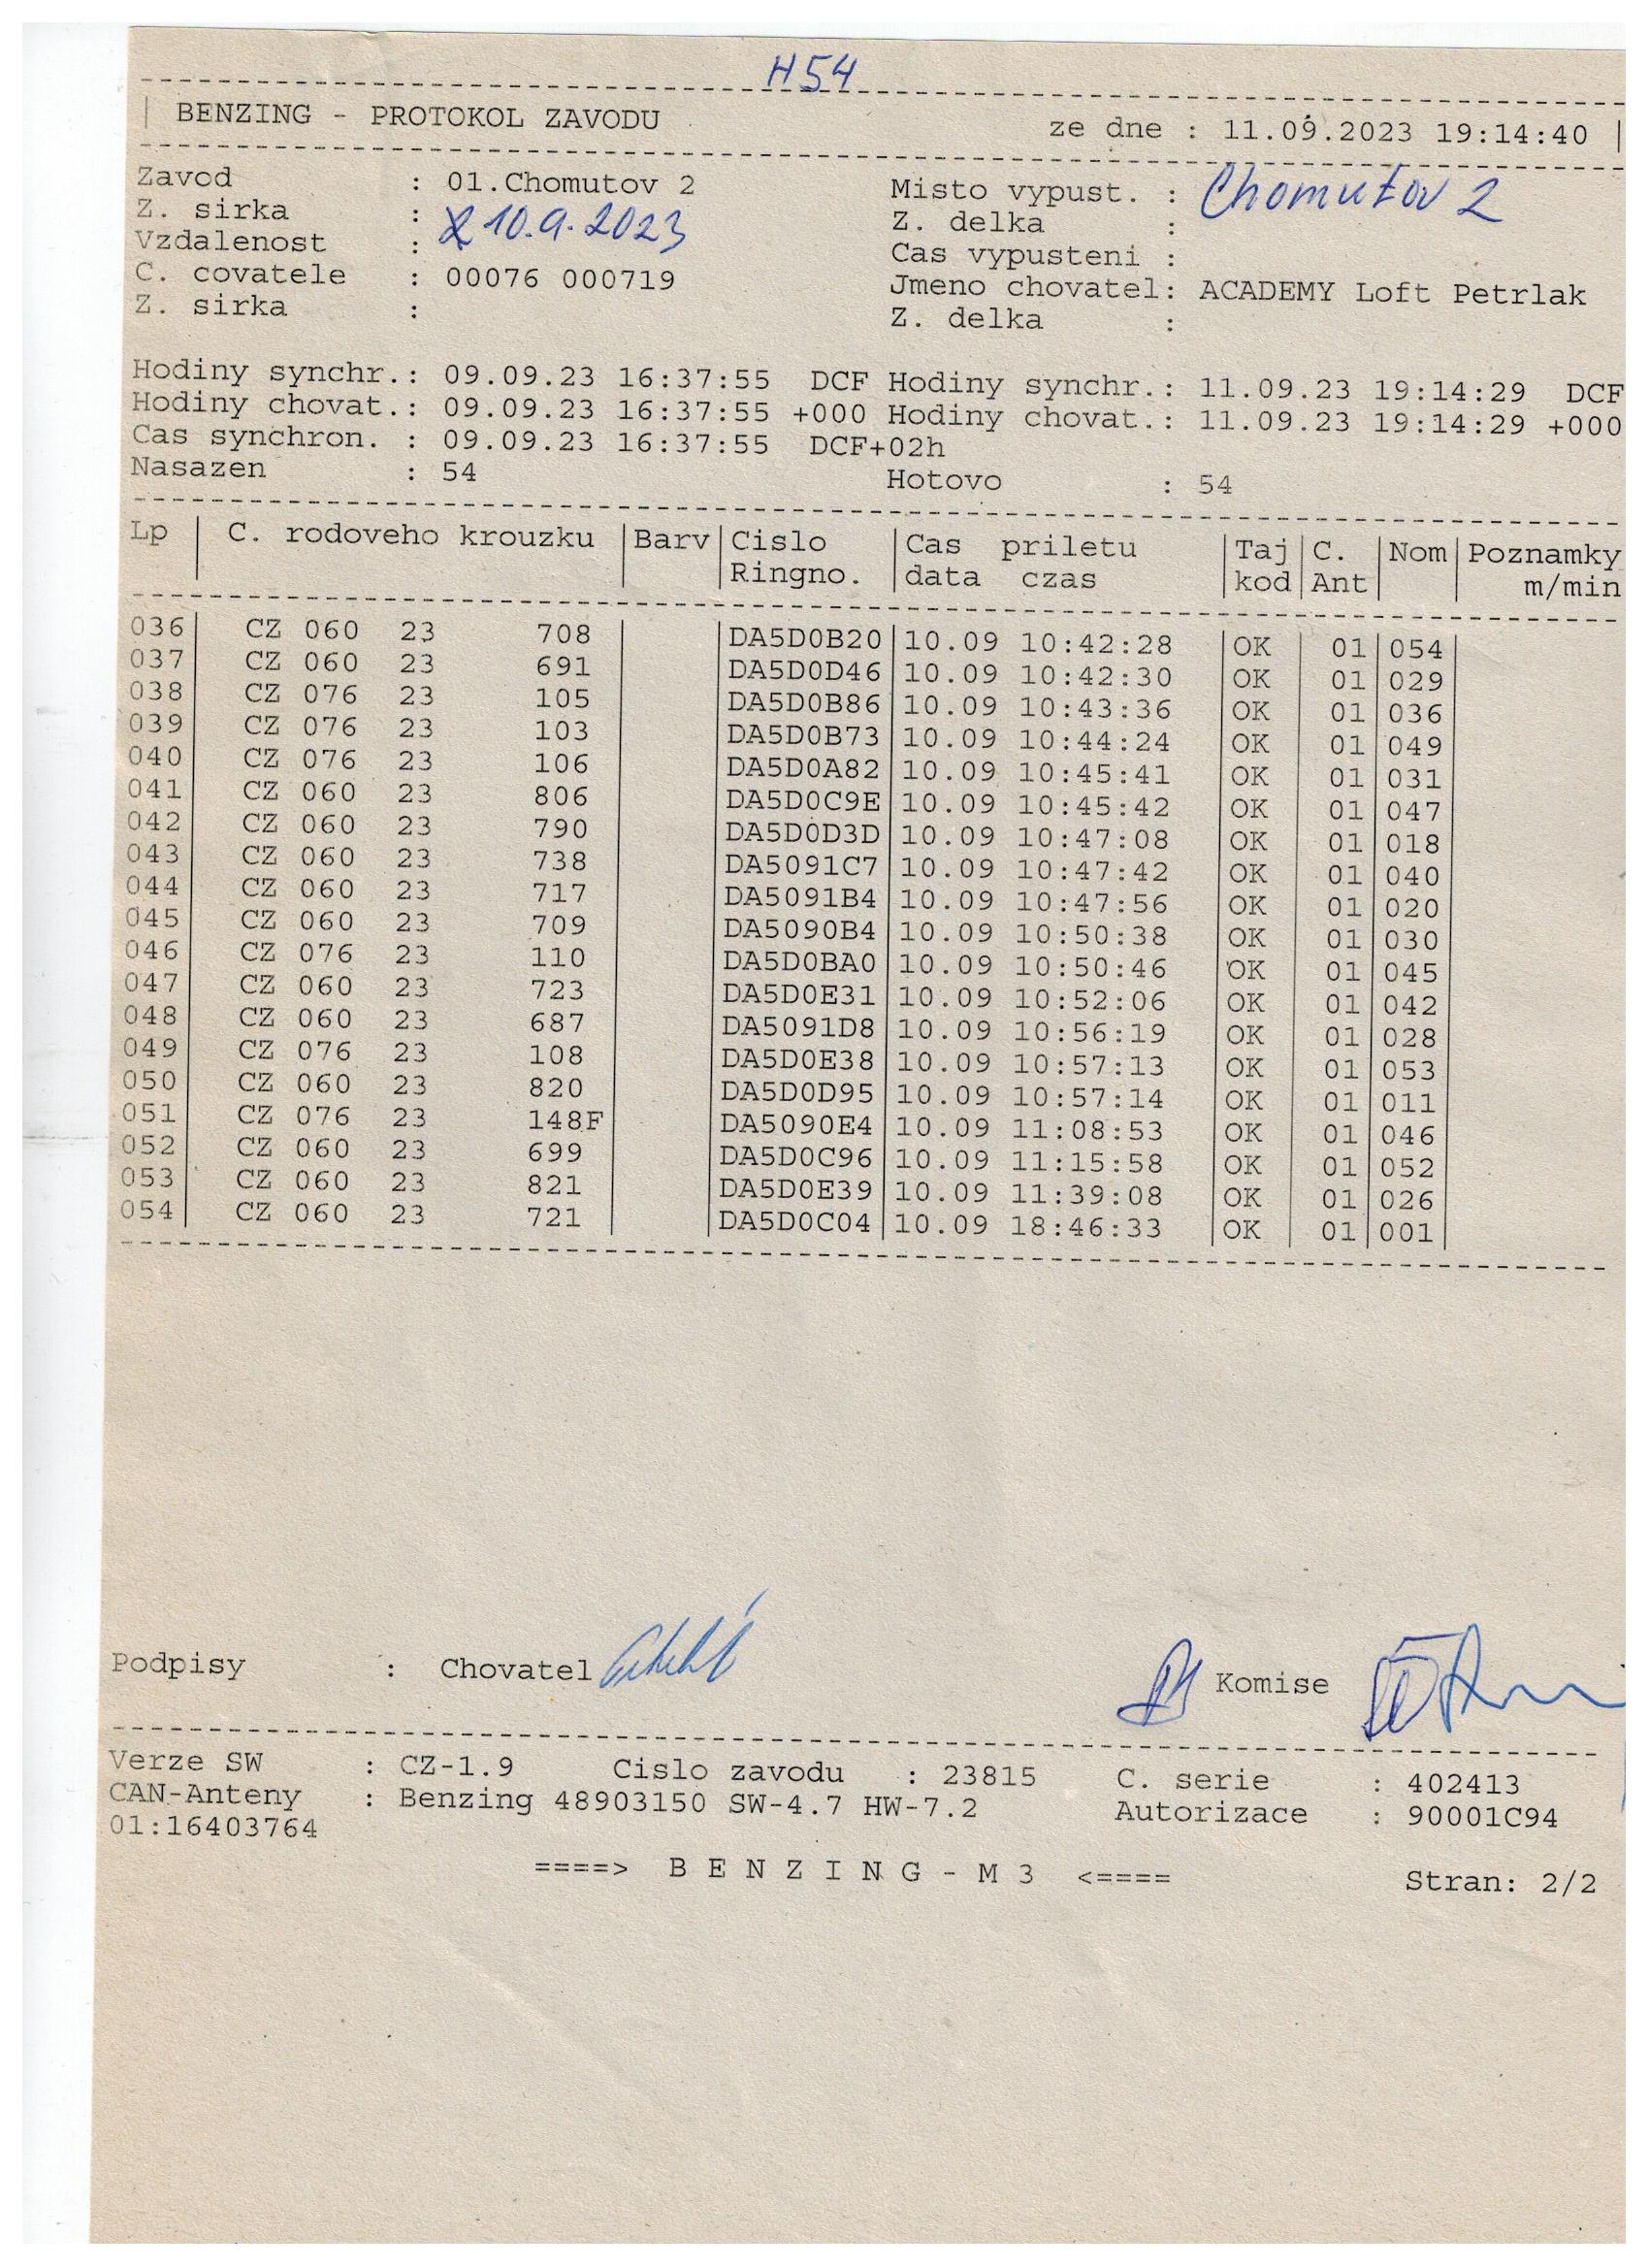 H54
BENZING - PROTOKOL ZAVODU ze dne : 11.09.2023 19:14:40
Zavod : 01.Chomutov 2 Misto vypust. : Chomutov 2
Z. sirka : 10.9.2023 Z. delka :
Vzdalenost : Cas vypusteni :
C. covatele : 00076 000719 Jmeno chovatel: ACADEMY Loft Petrlak
Z. sirka : Z. delka :
Hodiny synchr.: 09.09.23 16:37:55 DCF Hodiny synchr.: 11.09.23 19:14:29 DCF
Hodiny chovat.: 09.09.23 16:37:55 +000 Hodiny chovat.: 11.09.23 19:14:29 +000
Cas synchron. : 09.09.23 16:37:55 DCF+02h
Nasazen : 54 Hotovo : 54
Lp | C. rodoveho krouzku |Barv|Cislo |Cas priletu |Taj|C. |Nom|Poznamky
Ringno. |data czas |kod|Ant| | m/min
036| CZ 060 23 708 | |DA5D0B20|10.09 10:42:28 |OK | 01|054|
037| CZ 060 23 691 | |DA5D0D46|10.09 10:42:30 |OK | 01|029|
038| CZ 076 23 105 | |DA5D0B86|10.09 10:43:36 |OK | 01|036|
039| CZ 076 23 103 | |DA5D0B73|10.09 10:44:24 |OK | 01|049|
040| CZ 076 23 106 | |DA5D0A82|10.09 10:45:41 |OK | 01|031|
041| CZ 060 23 806 | |DA5D0C9E|10.09 10:45:42 |OK | 01|047|
042| CZ 060 23 790 | |DA5D0D3D|10.09 10:47:08 |OK | 01|018|
043| CZ 060 23 738 | |DA5091C7|10.09 10:47:42 |OK | 01|040|
044| CZ 060 23 717 | |DA5091B4|10.09 10:47:56 |OK | 01|020|
045| CZ 060 23 709 | |DA5090B4|10.09 10:50:38 |OK | 01|030|
046| CZ 076 23 110 | |DA5D0BA0|10.09 10:50:46 |OK | 01|045|
047| CZ 060 23 723 | |DA5D0E31|10.09 10:52:06 |OK | 01|042|
048| CZ 060 23 687 | |DA5091D8|10.09 10:56:19 |OK | 01|028|
049| CZ 076 23 108 | |DA5D0E38|10.09 10:57:13 |OK | 01|053|
050| CZ 060 23 820 | |DA5D0D95|10.09 10:57:14 |OK | 01|011|
051| CZ 076 23 148F| |DA5090E4|10.09 11:08:53 |OK | 01|046|
052| CZ 060 23 699 | |DA5D0C96|10.09 11:15:58 |OK | 01|052|
053| CZ 060 23 821 | |DA5D0E39|10.09 11:39:08 |OK | 01|026|
054| CZ 060 23 721 | |DA5D0C04|10.09 18:46:33 |OK | 01|001|
Podpisy : Chovatel Komise
Verze SW : CZ-1.9 Cislo zavodu : 23815 C. serie : 402413
CAN-Anteny : Benzing 48903150 SW-4.7 HW-7.2 Autorizace : 90001C94
01:16403764
====> B E N Z I N G - M 3 <====
Stran: 2/2